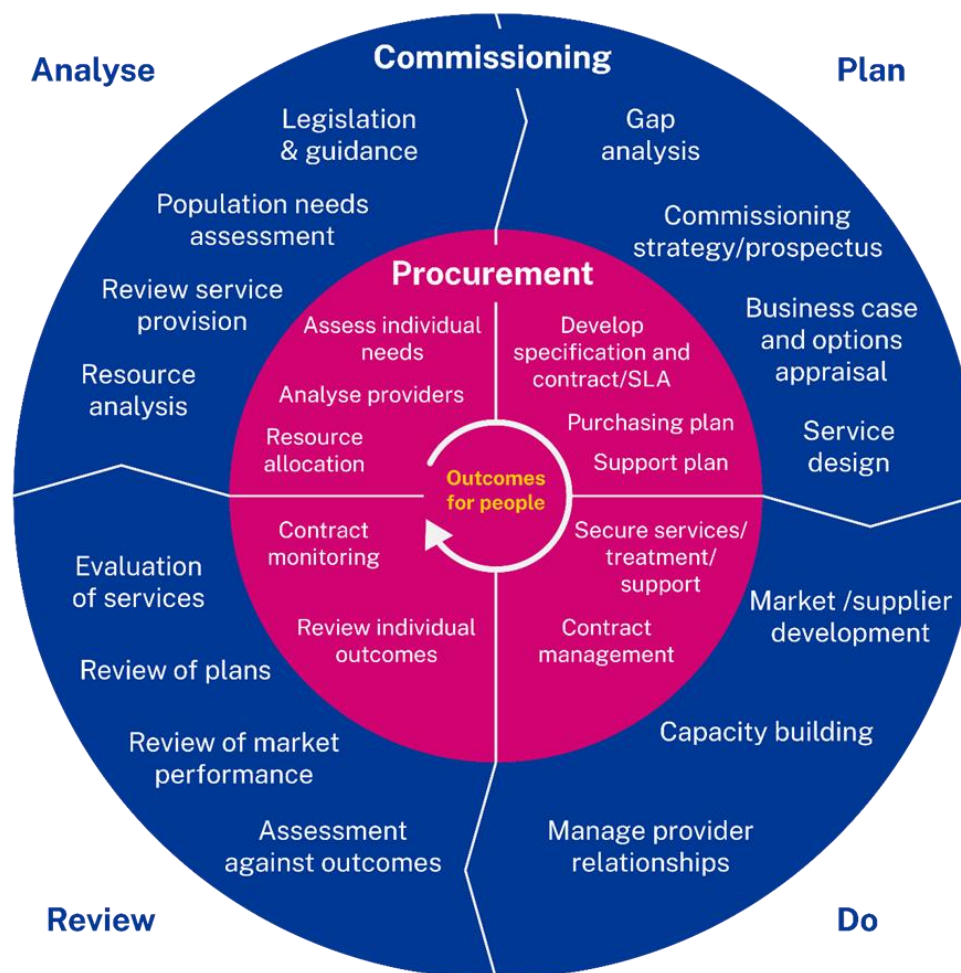 Analyse
Commissioning
Plan
Legislation
& guidance
Population needs
assessment
Review service
provision
Resource
analysis
Gap
analysis
Commissioning
strategy/prospectus
Business case
and options
appraisal
Service
design
Procurement
Assess individual
needs
Analyse providers
Resource
allocation
Develop
specification and
contract/SLA
Purchasing plan
Support plan
Outcomes
for people
Contract
monitoring
Review individual
outcomes
Secure services/
treatment/
support
Contract
management
Evaluation
of services
Review of plans
Review of market
performance
Assessment
against outcomes
Market /supplier
development
Capacity building
Manage provider
relationships
Review
Do